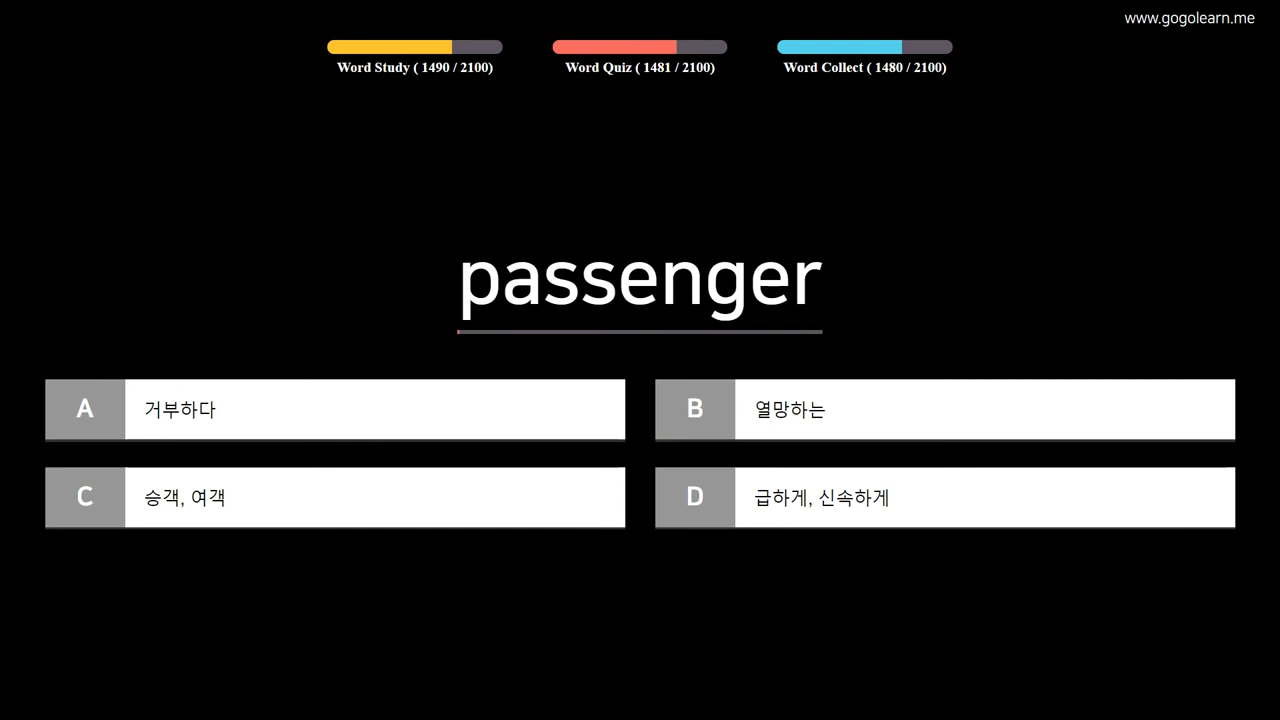 www.gogolearn.me
Word Study ( 1490 / 2100)
Word Quiz ( 1481 / 2100)
Word Collect ( 1480 / 2100)
passenger
A 거부하다
B 열망하는
C 승객, 여객
D 급하게, 신속하게